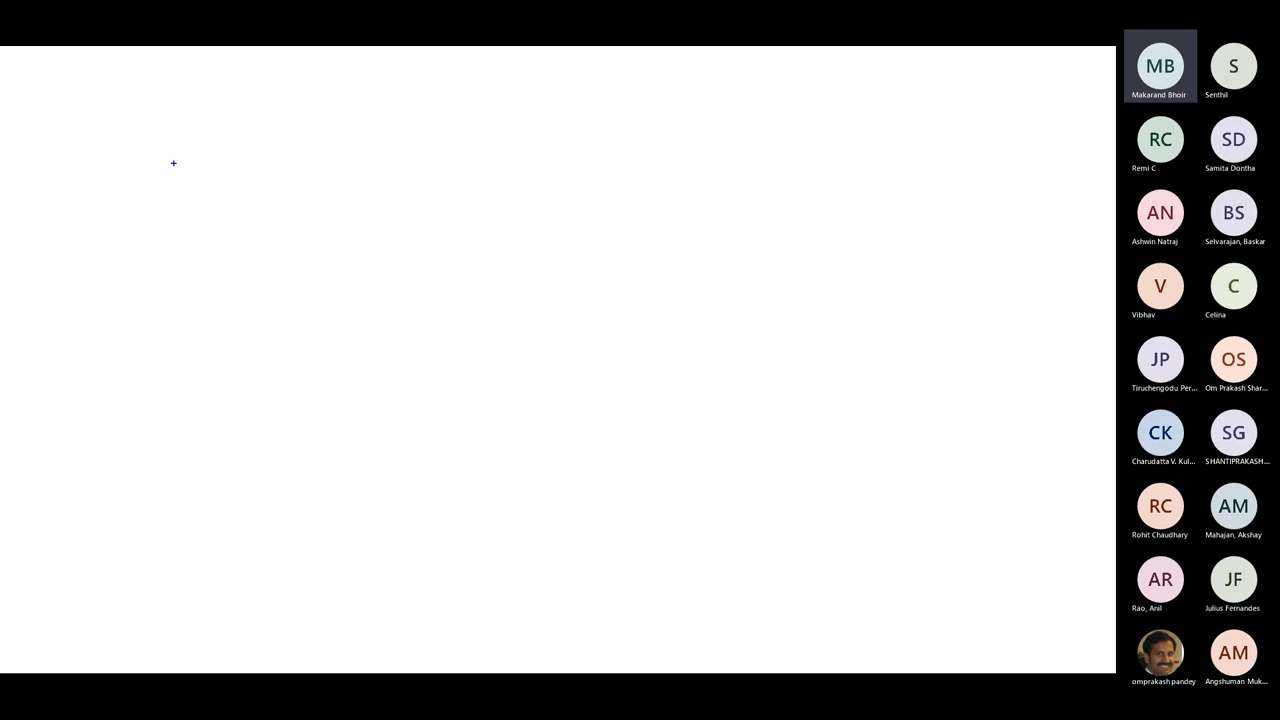 +
MB S
Makarand Bhoir Senthil
RC SD
Remi C Samita Dontha
AN BS
Ashwin Natraj Selvarajan, Baskar
V C
Vibhav Celina
JP OS
Tiruchengodu Per... Om Prakash Shar...
CK SG
Charudatta V. Kul... SHANTIPRAKASH...
RC AM
Rohit Chaudhary Mahajan, Akshay
AR JF
Rao, Anil Julius Fernandes
AM
omprakash pandey Angshuman Muk...